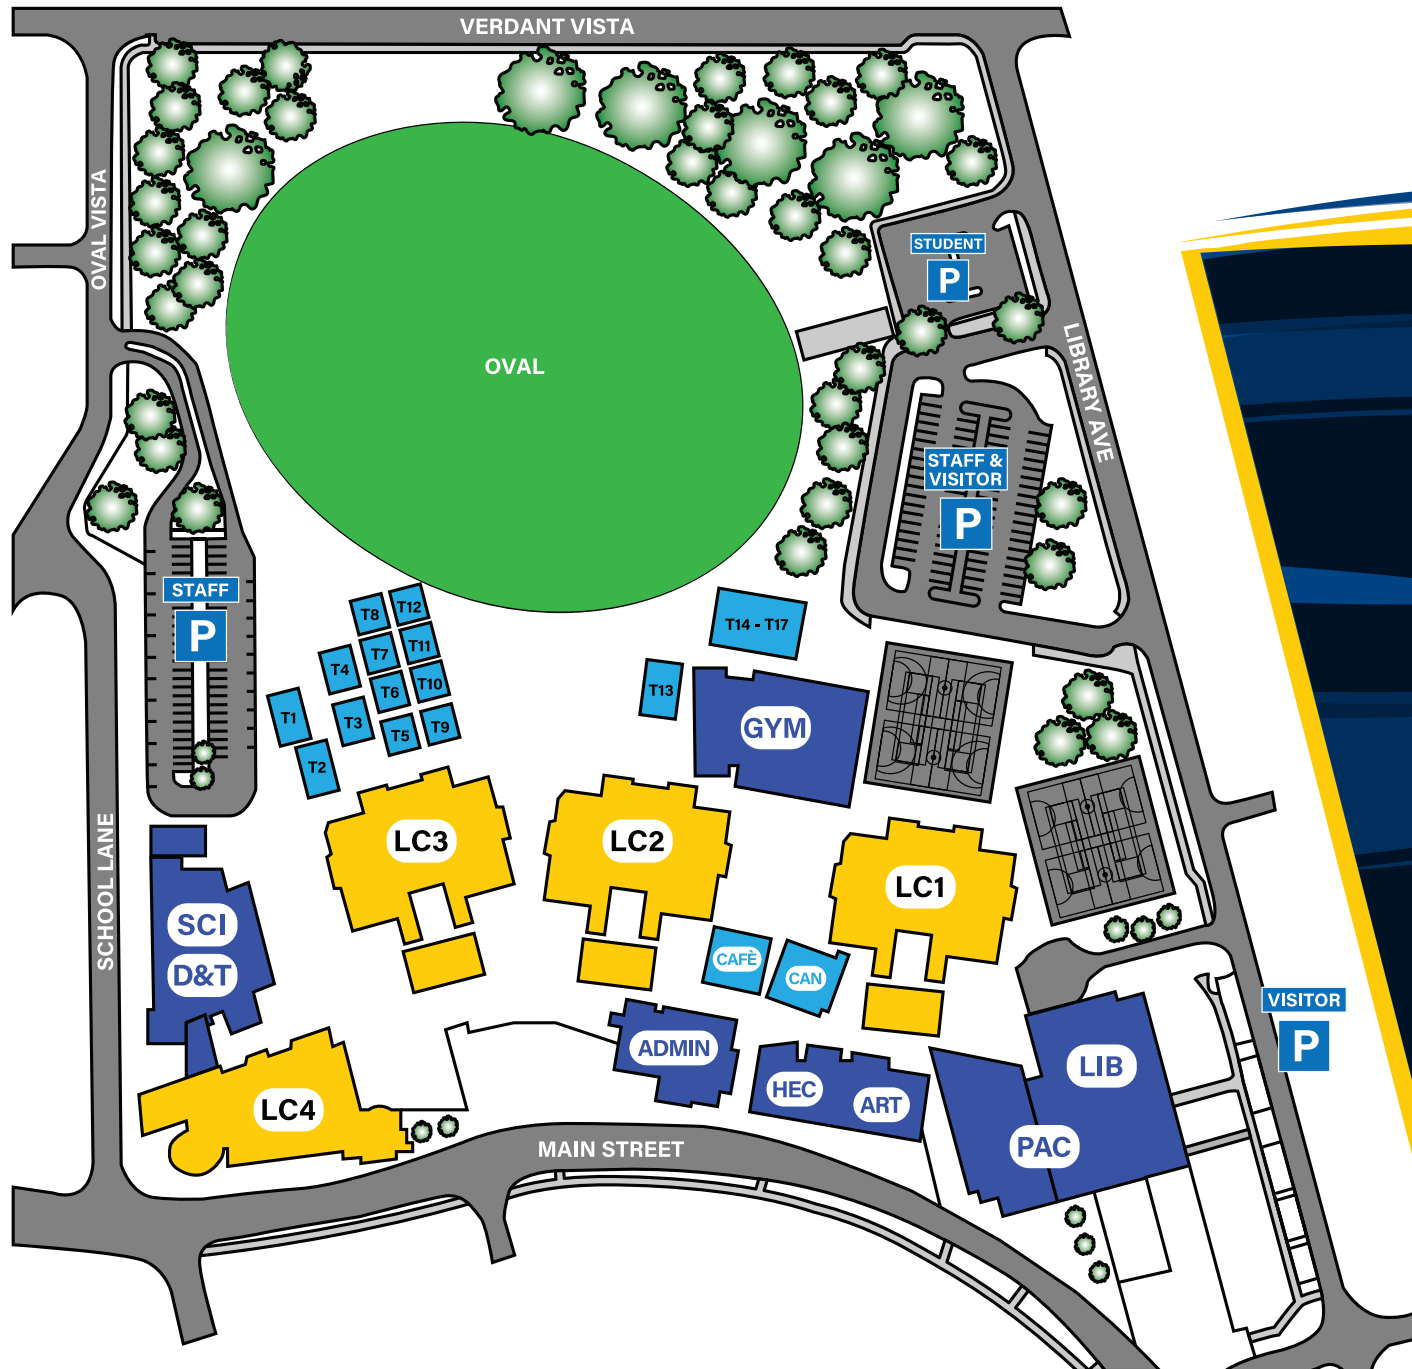 VERDANT VISTA
OVAL VISTA
STUDENT
P
LIBRARY AVE
OVAL
STAFF &
VISITOR
P
STAFF
P
T8
T12
T7
T11
T4
T6
T10
T3
T5
T9
T1
T2
T14 - T17
T13
GYM
LC3
LC2
LC1
SCHOOL LANE
SCI
D&T
CAFÈ
CAN
VISITOR
P
ADMIN
LIB
HEC
ART
LC4
PAC
MAIN STREET